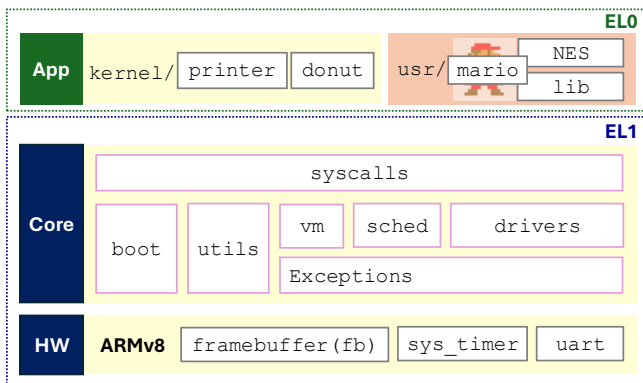 EL0
App
kernel/ printer donut
usr/ mario
NES
lib
EL1
Core
syscalls
boot utils
vm sched drivers
Exceptions
HW ARMv8 framebuffer(fb) sys_timer uart